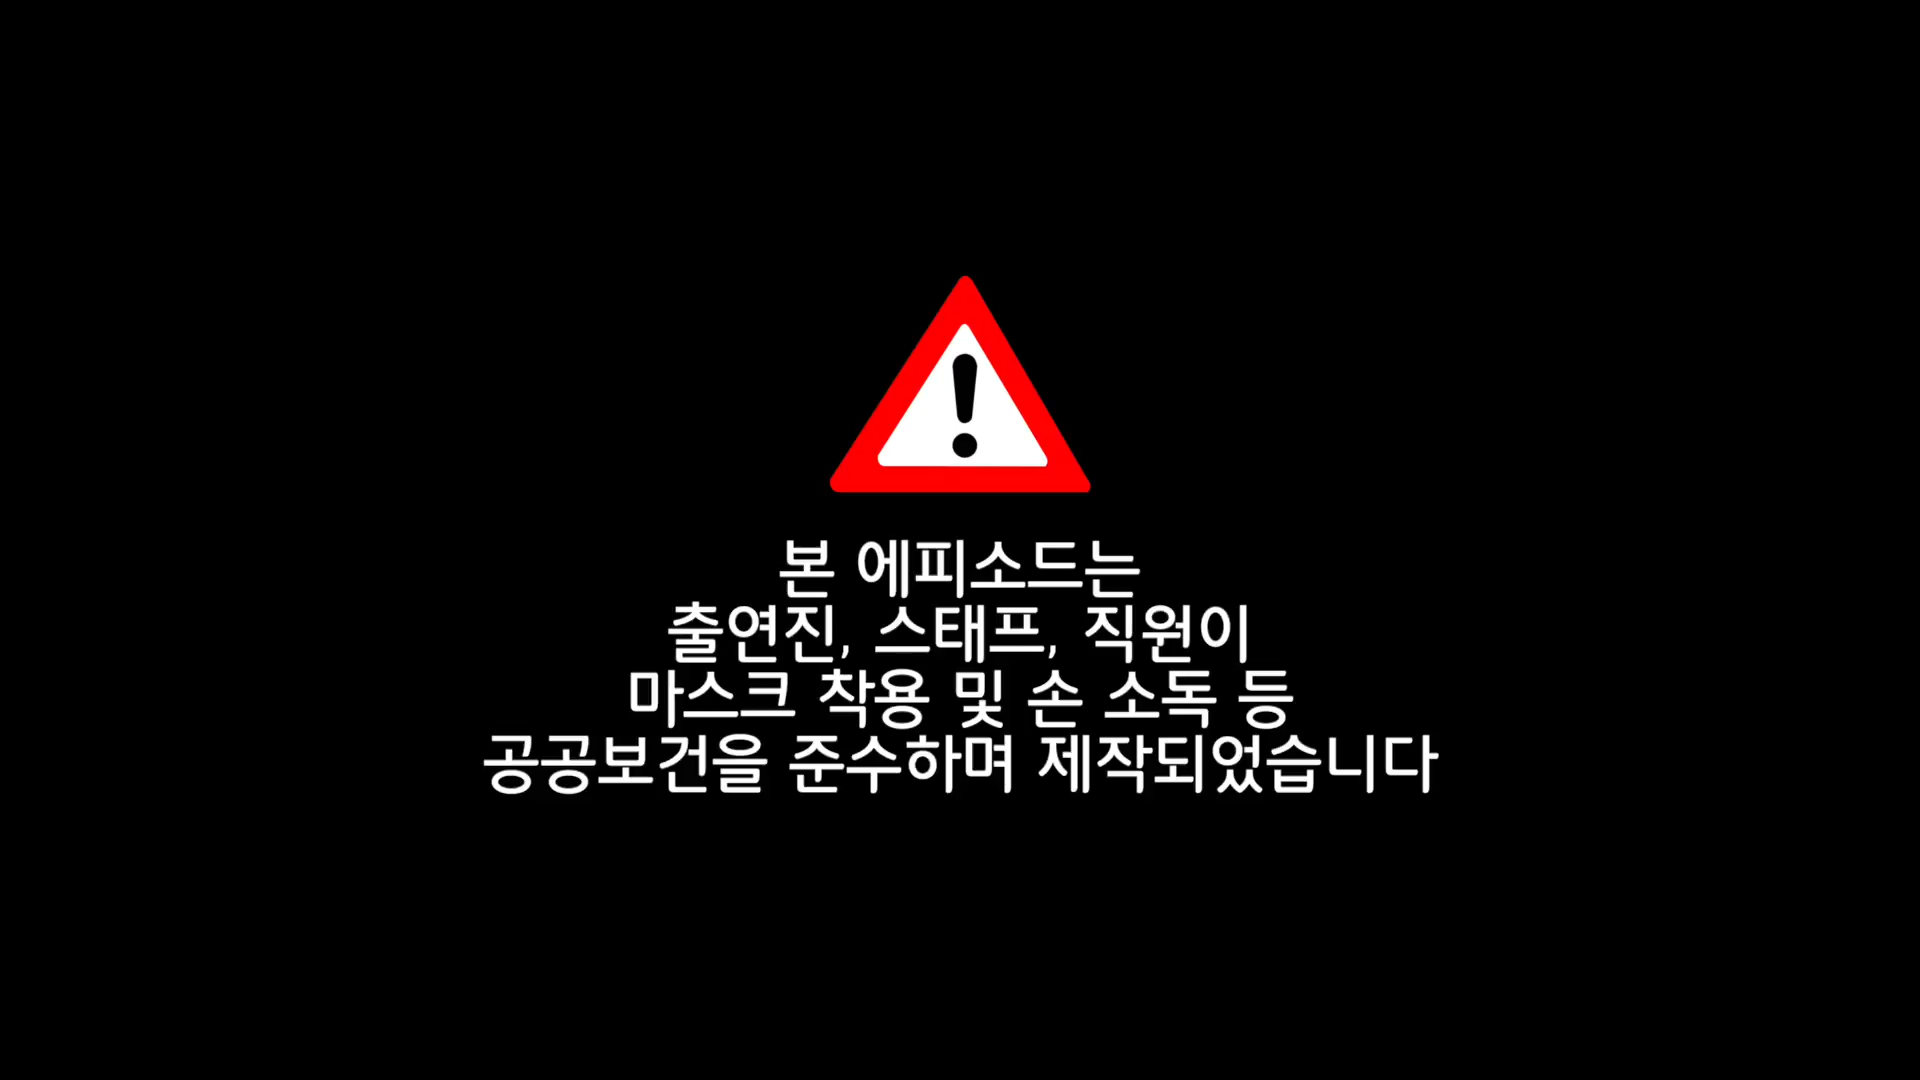 본 에피소드는
출연진, 스태프, 직원이
마스크 착용 및 손 소독 등
공공보건을 준수하며 제작되었습니다